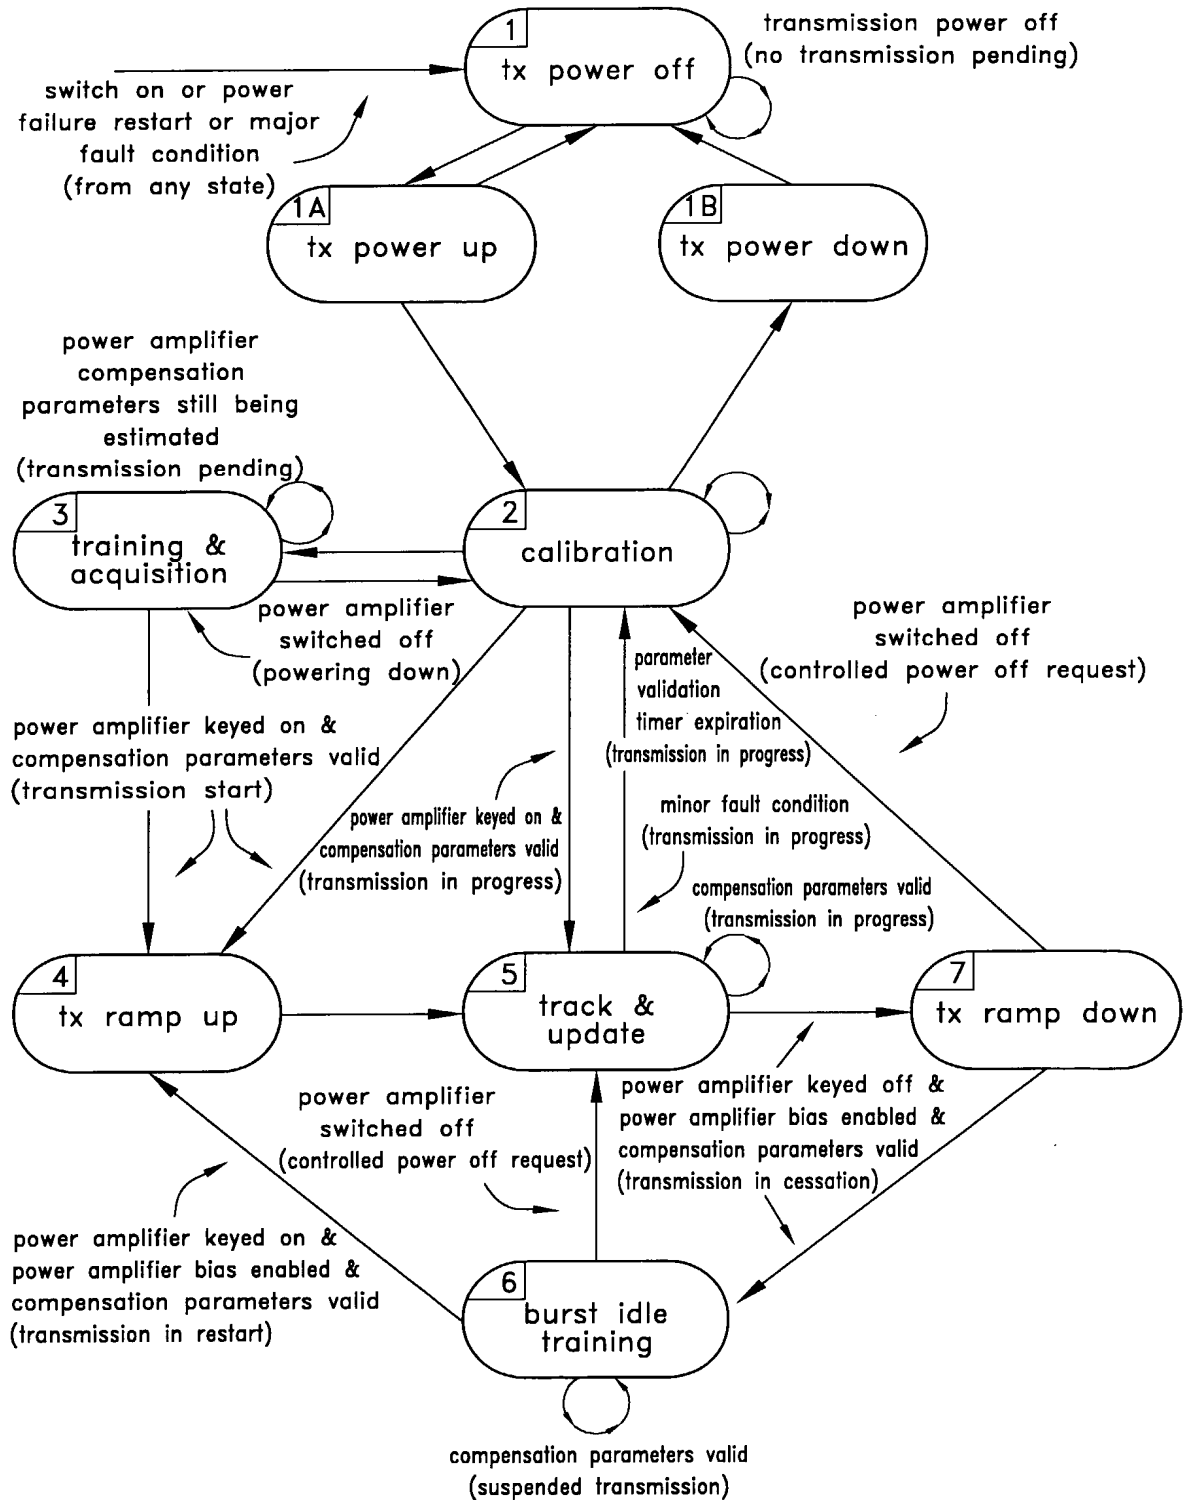 1
tx power off
transmission power off
(no transmission pending)
switch on or power
failure restart or major
fault condition
(from any state)
1A
tx power up
1B
tx power down
power amplifier
compensation
parameters still being
estimated
(transmission pending)
3
training &
acquisition
2
calibration
power amplifier
switched off
(powering down)
power amplifier
switched off
(controlled power off request)
parameter
validation
timer expiration
(transmission in progress)
power amplifier keyed on &
compensation parameters valid
(transmission start)
power amplifier keyed on &
compensation parameters valid
(transmission in progress)
minor fault condition
(transmission in progress)
compensation parameters valid
(transmission in progress)
4
tx ramp up
5
track &
update
7
tx ramp down
power amplifier
switched off
(controlled power off request)
power amplifier keyed off &
power amplifier bias enabled &
compensation parameters valid
(transmission in cessation)
power amplifier keyed on &
power amplifier bias enabled &
compensation parameters valid
(transmission in restart)
6
burst idle
training
compensation parameters valid
(suspended transmission)